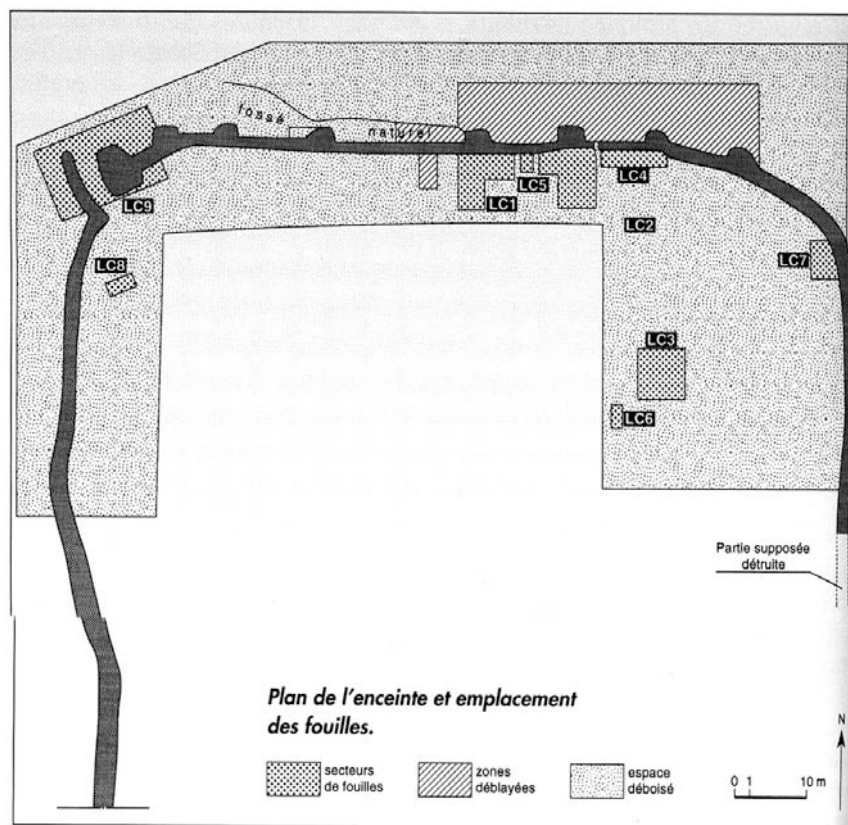 fossé naturel
LC9
LC1
LC5
LC4
LC2
LC7
LC8
LC3
LC6
Partie supposée
détruite
Plan de l'enceinte et emplacement
des fouilles.
secteurs
de fouilles
zones
déblayées
espace
déboisé
N
0 1 10 m